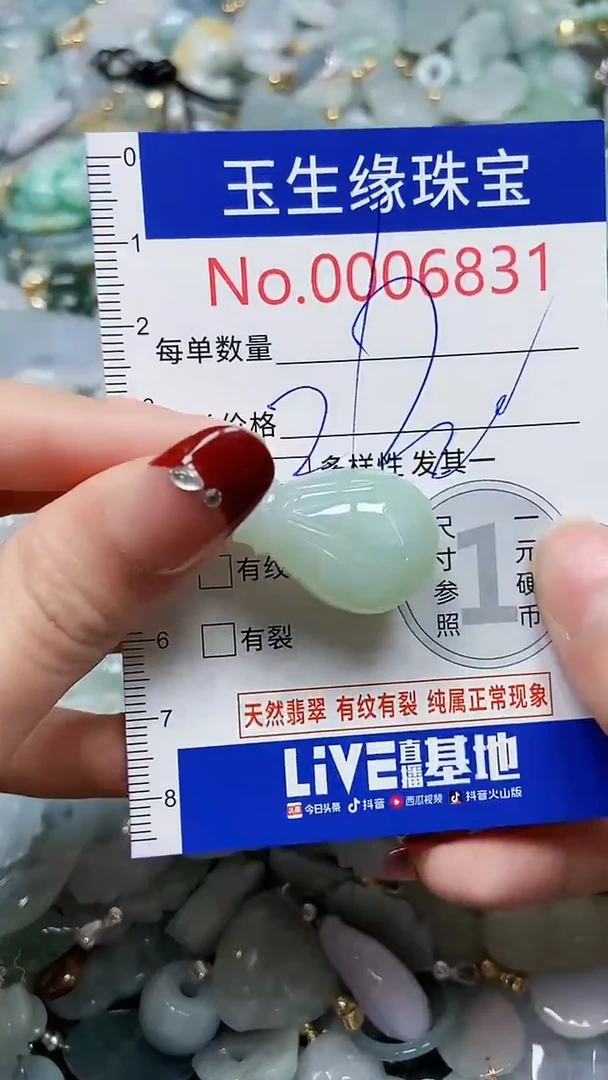 0
玉生缘珠宝
1
No.0006831
2
每单数量
价格
多样性 发其一
有纹
尺寸参照
1
一元硬币
6
有裂
7
天然翡翠 有纹有裂 纯属正常现象
8
LiVE直播基地
头条 今日头条 抖音 西瓜视频 抖音火山版